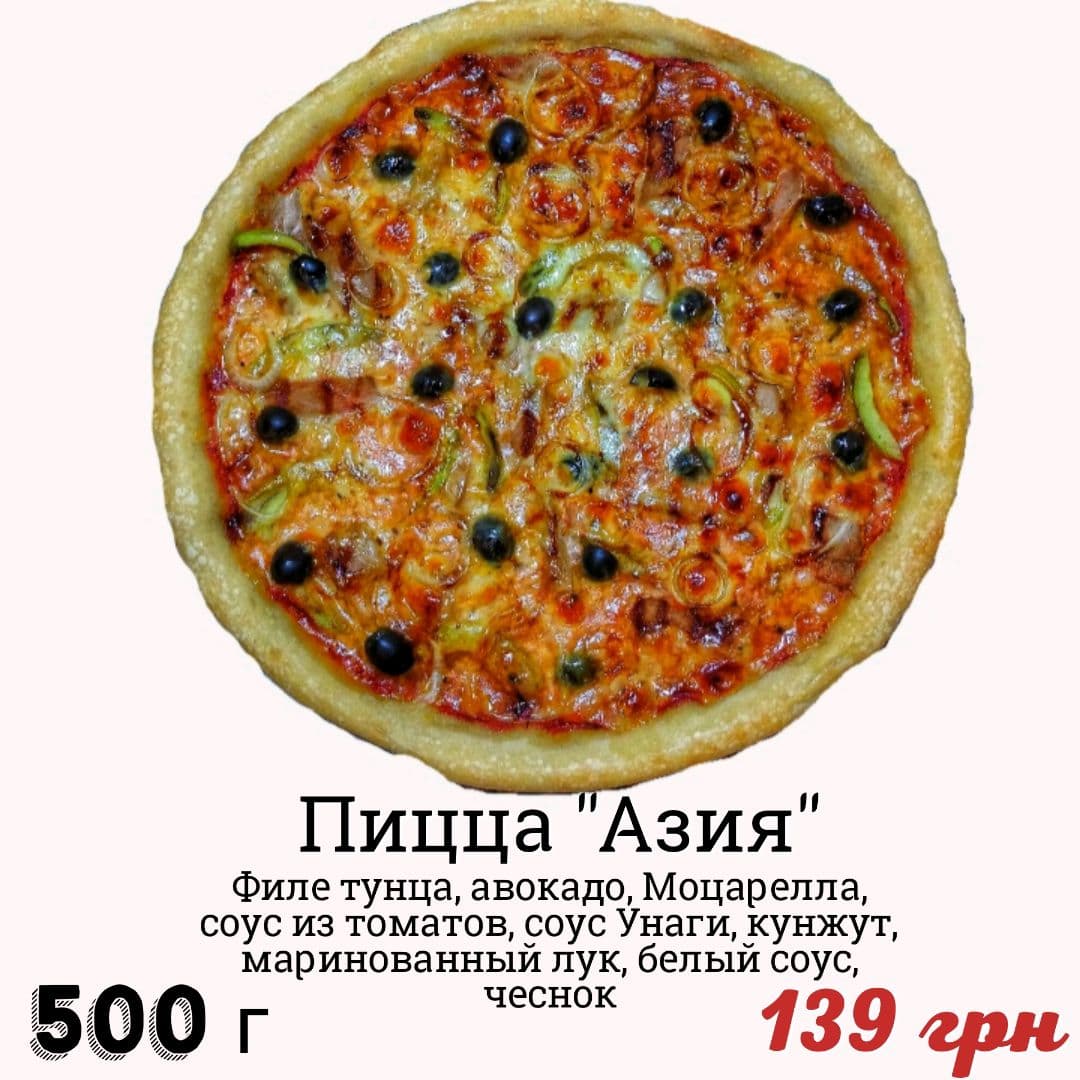 Пицца "Азия"
Филе тунца, авокадо, Моцарелла,
соус из томатов, соус Унаги, кунжут,
маринованный лук, белый соус,
чеснок
500 г
139 грн